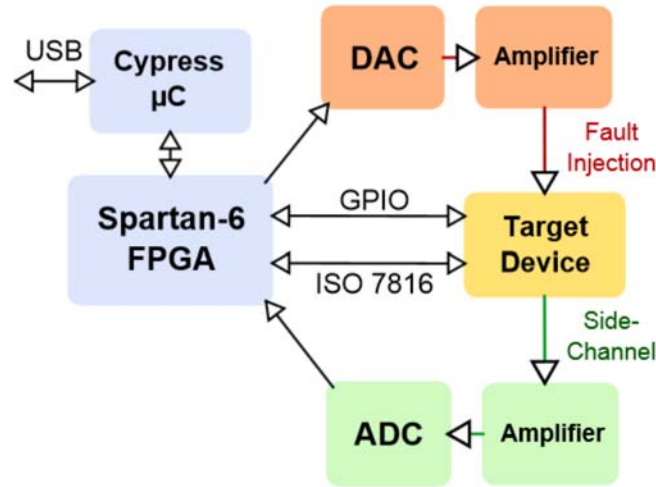 USB
Cypress
µC
DAC
Amplifier
Fault
Injection
Spartan-6
FPGA
GPIO
ISO 7816
Target
Device
Side-
Channel
ADC
Amplifier